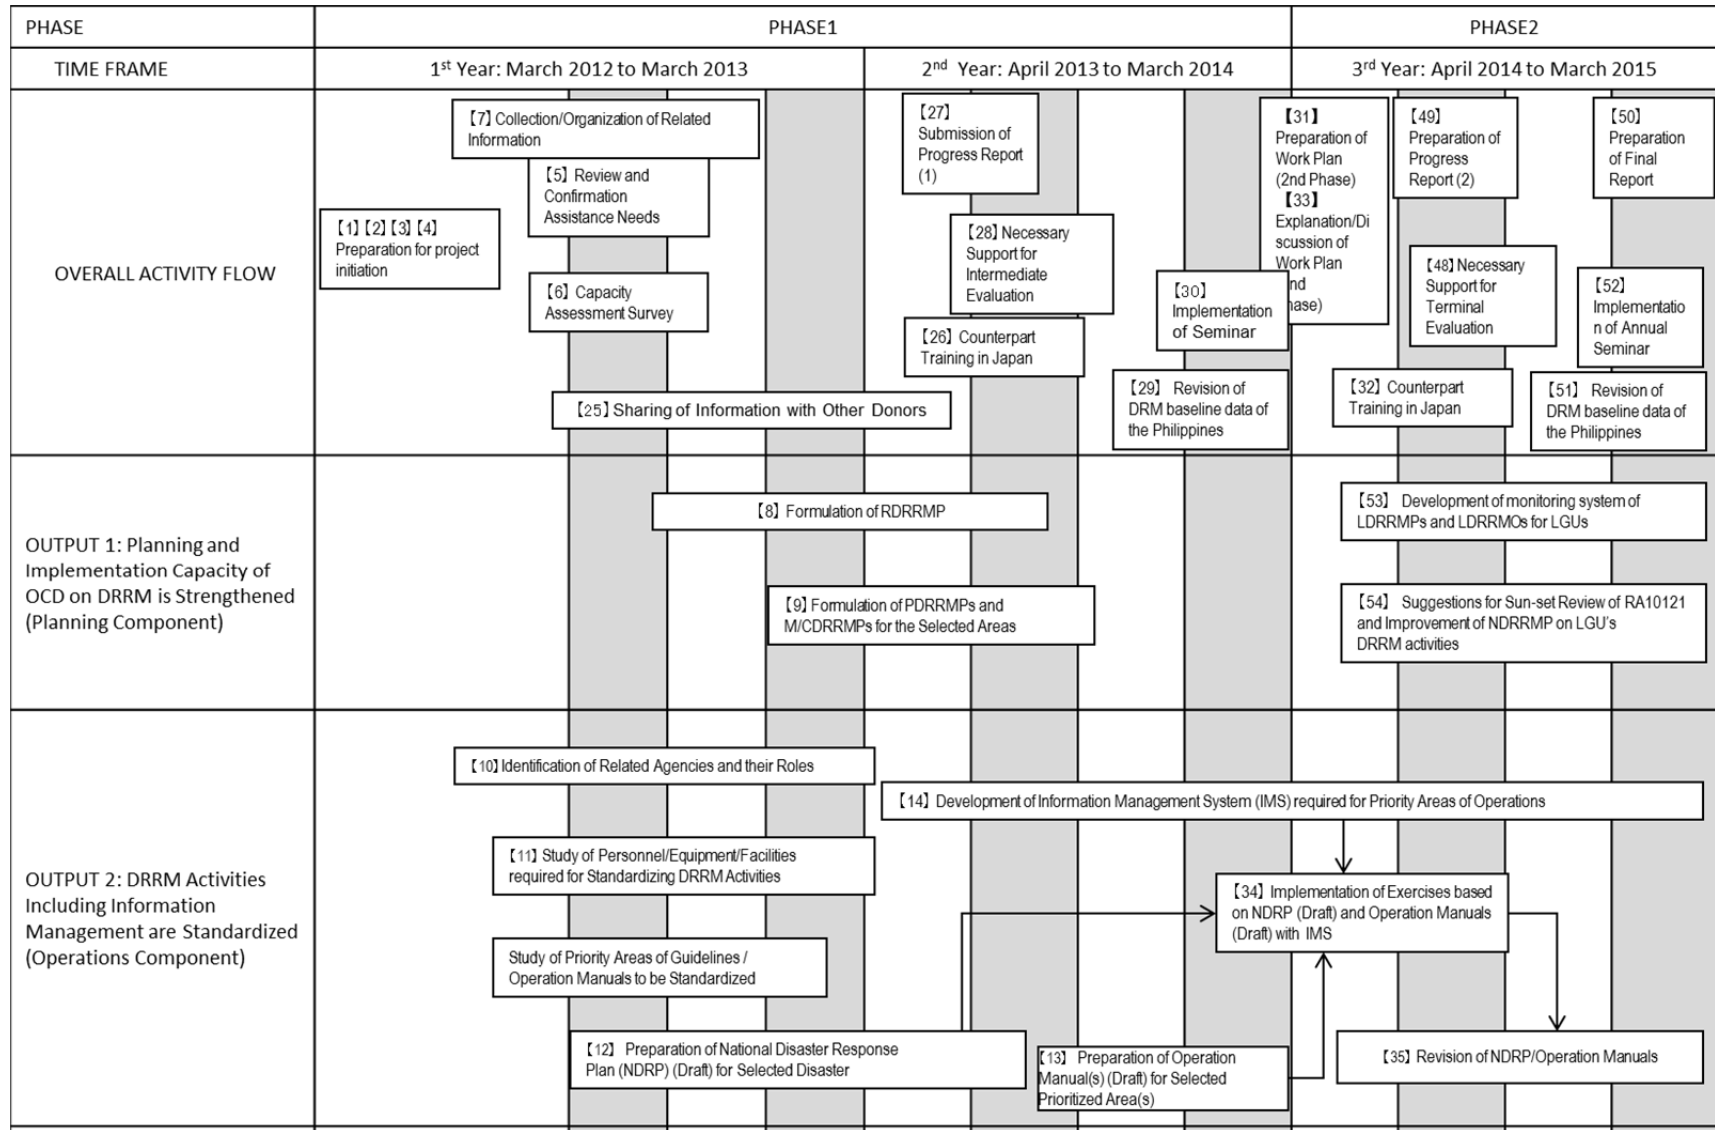 PHASE
PHASE1
PHASE2
TIME FRAME
1st Year: March 2012 to March 2013
2nd Year: April 2013 to March 2014
3rd Year: April 2014 to March 2015
OVERALL ACTIVITY FLOW
【7】Collection/Organization of Related
Information
【5】Review and
Confirmation
Assistance Needs
【1】【2】【3】【4】
Preparation for project
initiation
【6】Capacity
Assessment Survey
【25】Sharing of Information with Other Donors
【27】
Submission of
Progress Report
(1)
【28】Necessary
Support for
Intermediate
Evaluation
【26】Counterpart
Training in Japan
【30】
Implementation
of Seminar
【29】 Revision of
DRM baseline data of
the Philippines
【31】
Preparation of
Work Plan
(2nd Phase)
【33】
Explanation/Di
scussion of
Work Plan
nd
hase)
【49】
Preparation of
Progress
Report (2)
【48】Necessary
Support for
Terminal
Evaluation
【32】Counterpart
Training in Japan
【50】
Preparation
of Final
Report
【52】
Implementatio
n of Annual
Seminar
【51】 Revision of
DRM baseline data of
the Philippines
OUTPUT 1: Planning and
Implementation Capacity of
OCD on DRRM is Strengthened
(Planning Component)
【8】Formulation of RDRRMP
【9】Formulation of PDRRMPs and
M/CDRRMPs for the Selected Areas
【53】 Development of monitoring system of
LDRRMPs and LDRRMOs for LGUs
【54】 Suggestions for Sun-set Review of RA10121
and Improvement of NDRRMP on LGU's
DRRM activities
OUTPUT 2: DRRM Activities
Including Information
Management are Standardized
(Operations Component)
【10】Identification of Related Agencies and their Roles
【14】Development of Information Management System (IMS) required for Priority Areas of Operations
【11】Study of Personnel/Equipment/Facilities
required for Standardizing DRRM Activities
【34】Implementation of Exercises based
on NDRP (Draft) and Operation Manuals
(Draft) with IMS
Study of Priority Areas of Guidelines /
Operation Manuals to be Standardized
【12】 Preparation of National Disaster Response
Plan (NDRP) (Draft) for Selected Disaster
【13】 Preparation of Operation
Manual(s) (Draft) for Selected
Prioritized Area(s)
【35】Revision of NDRP/Operation Manuals